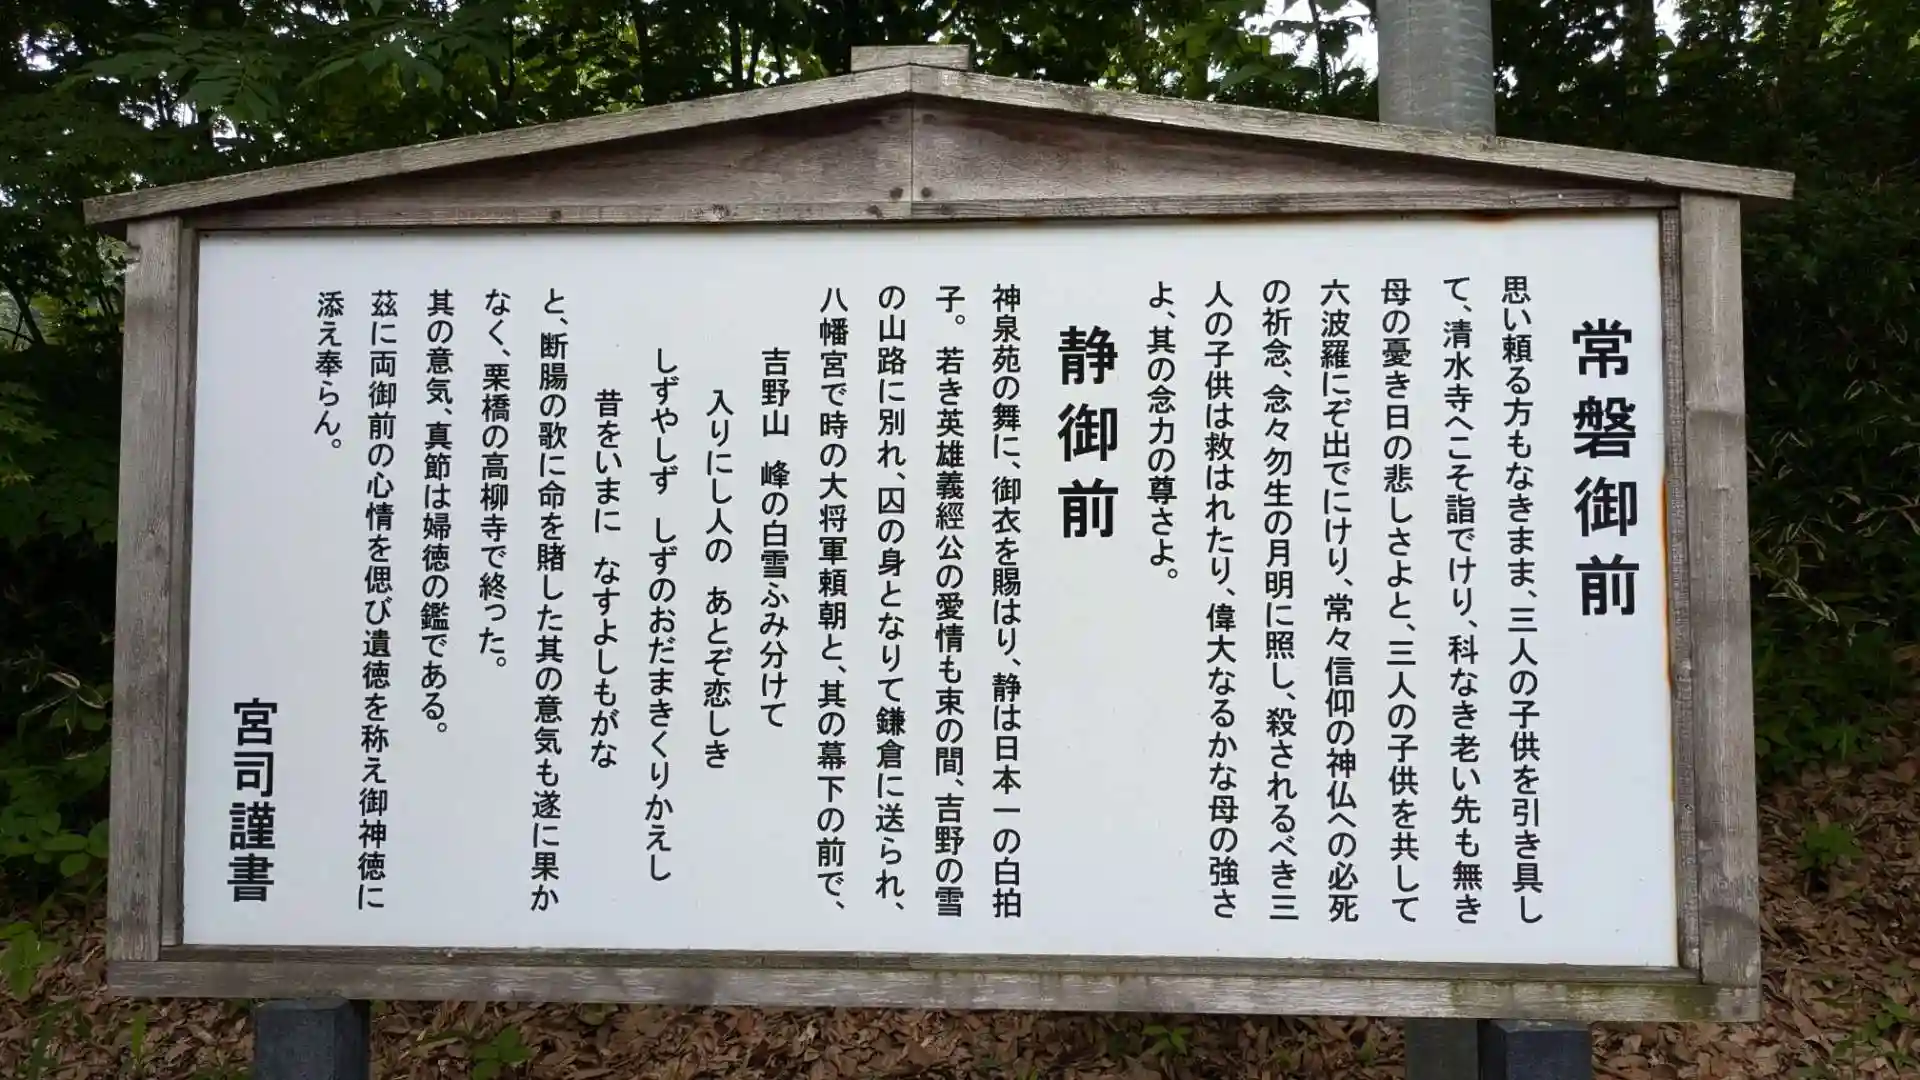 常磐御前
思い頼る方もなきまま、三人の子供を引き具し
て、清水寺へこそ詣でけり、科なき老い先も無き
母の憂き日の悲しさよと、三人の子供を共して
六波羅にぞ出でにけり、常々信仰の神仏への必死
の祈念、念々勿生の月明に照し、殺されるべき三
人の子供は救はれたり、偉大なるかな母の強さ
よ、其の念力の尊さよ。
静御前
神泉苑の舞に、御衣を賜はり、静は日本一の白拍
子。若き英雄義經公の愛情も束の間、吉野の雪
の山路に別れ、囚の身となりて鎌倉に送られ、
八幡宮で時の大将軍頼朝と、其の幕下の前で、
吉野山 峰の白雪ふみ分けて
入りにし人の あとぞ恋しき
しずやしず しずのおだまきくりかえし
昔をいまに なすよしもがな
と、断腸の歌に命を賭した其の意気も遂に果か
なく、栗橋の高柳寺で終った。
其の意気、真節は婦徳の鑑である。
茲に両御前の心情を偲び遺徳を称え御神徳に
添え奉らん。
宮司謹書